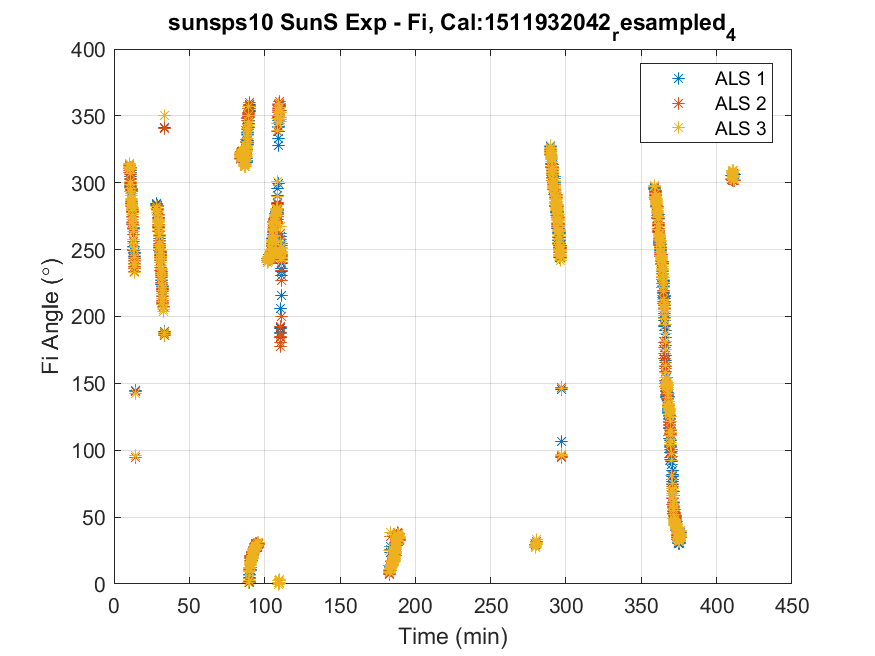 sunsps10 SunS Exp - Fi, Cal:1511932042_resampled_4
400
350
300
250
200
150
100
50
0
Fi Angle (°)
ALS 1
ALS 2
ALS 3
0 50 100 150 200 250 300 350 400 450
Time (min)